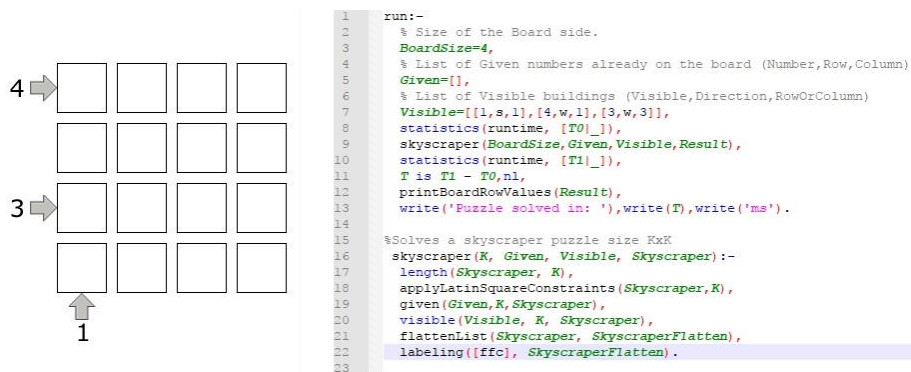 4
3
1
1 run:-
2 % Size of the Board side.
3 BoardSize=4,
4 % List of Given numbers already on the board (Number,Row,Column)
5 Given=[],
6 % List of Visible buildings (Visible,Direction,RowOrColumn)
7 Visible=[[1,s,1],[4,w,1],[3,w,3]],
8 statistics(runtime, [T0|_]),
9 skyscraper(BoardSize,Given,Visible,Result),
10 statistics(runtime, [T1|_]),
11 T is T1 - T0,nl,
12 printBoardRowValues(Result),
13 write('Puzzle solved in: '),write(T),write('ms').
14
15 %Solves a skyscraper puzzle size KxK
16 skyscraper(K, Given, Visible, Skyscraper):-
17 length(Skyscraper, K),
18 applyLatinSquareConstraints(Skyscraper,K),
19 given(Given,K,Skyscraper),
20 visible(Visible, K, Skyscraper),
21 flattenList(Skyscraper, SkyscraperFlatten),
22 labeling([ffc], SkyscraperFlatten).
23